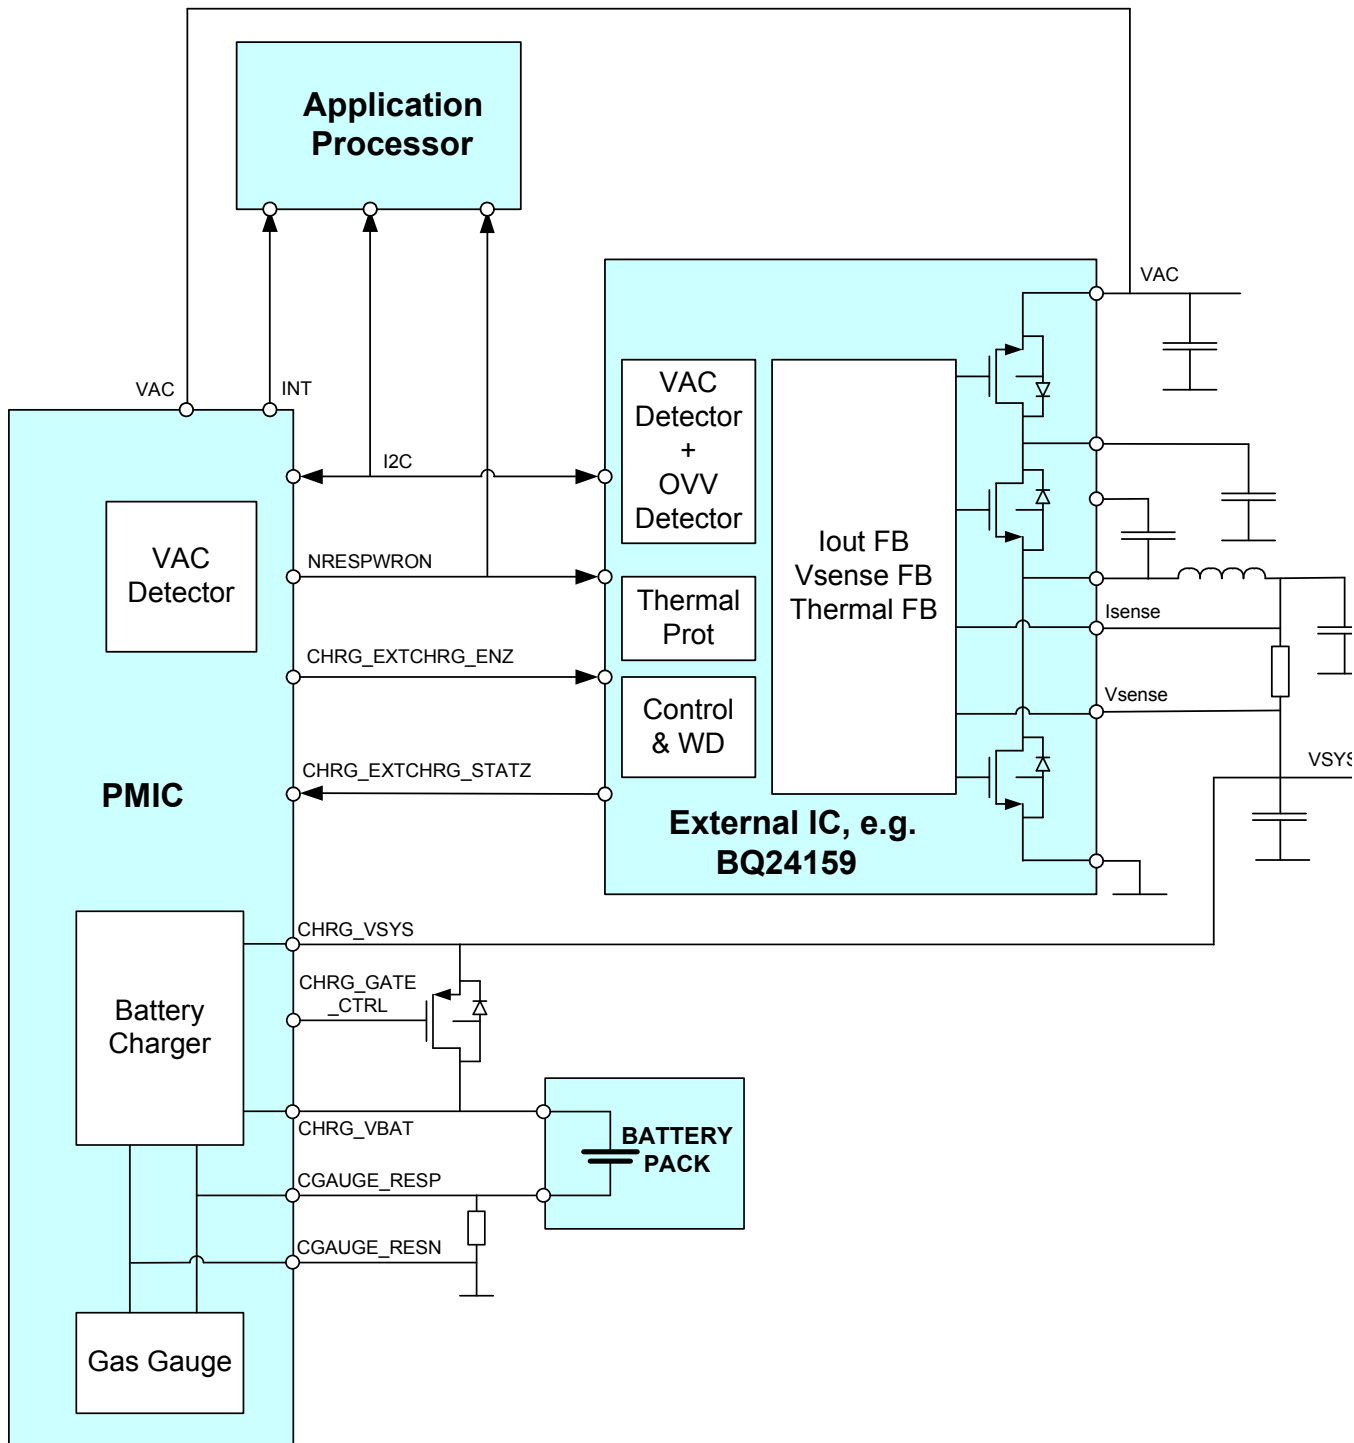 Application
Processor
VAC
VAC
INT
I2C
VAC
Detector
+
OVV
Detector
VAC
Detector
NRESPWRON
Iout FB
Vsense FB
Thermal FB
Thermal
Prot
Isense
CHRG_EXTCHRG_ENZ
Control
& WD
Vsense
CHRG_EXTCHRG_STATZ
VSYS
PMIC
External IC, e.g.
BQ24159
CHRG_VSYS
CHRG_GATE
_CTRL
Battery
Charger
CHRG_VBAT
BATTERY
PACK
CGAUGE_RESP
CGAUGE_RESN
Gas Gauge